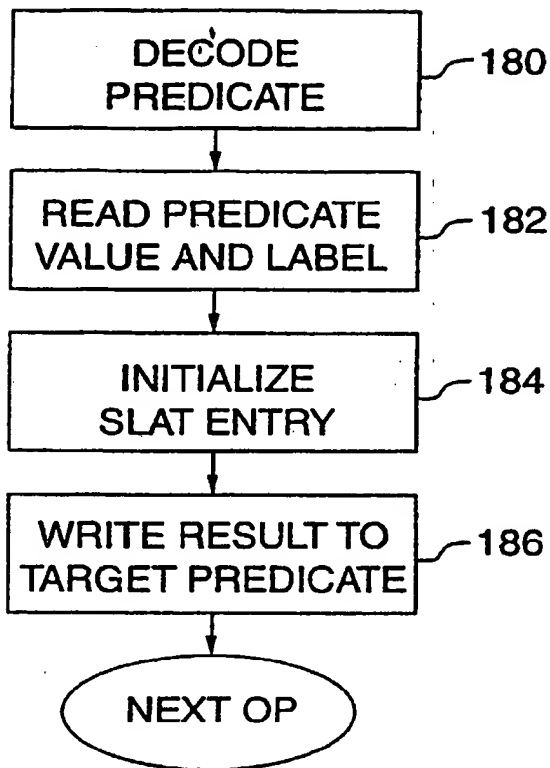 DECODE
PREDICATE
180
READ PREDICATE
VALUE AND LABEL
182
INITIALIZE
SLAT ENTRY
184
WRITE RESULT TO
TARGET PREDICATE
186
NEXT OP